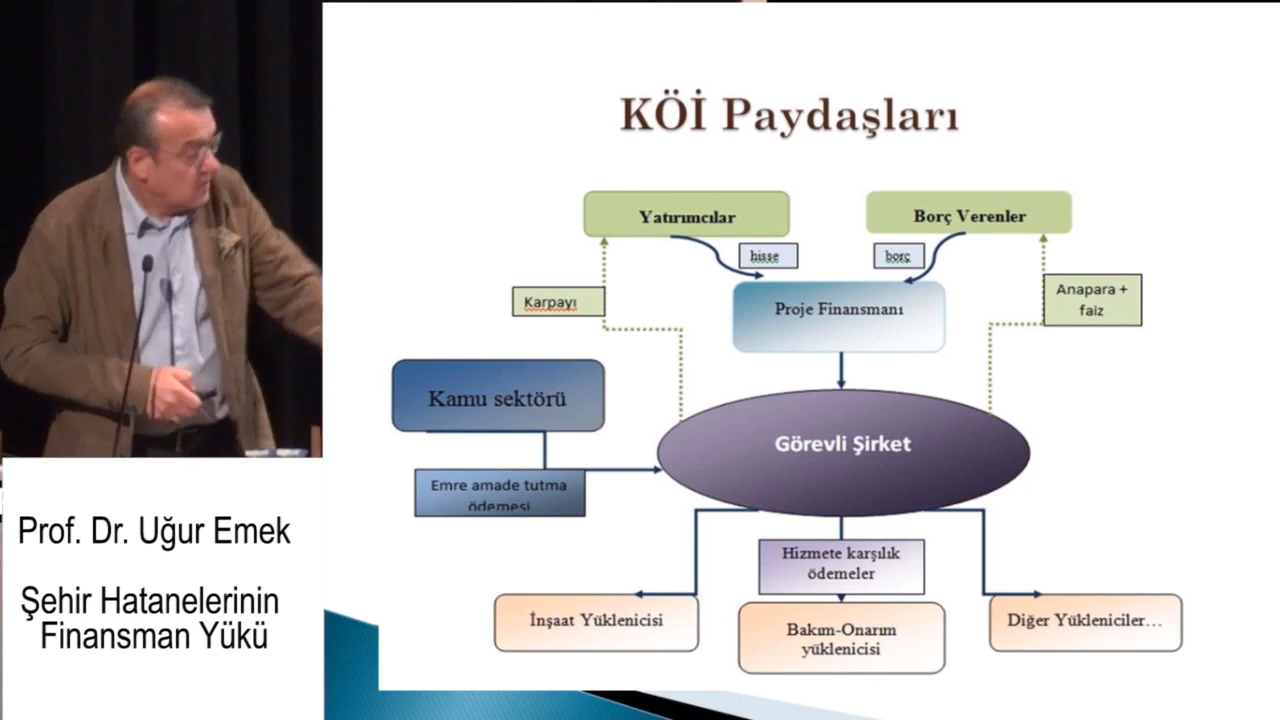 KÖİ Paydaşları
Yatırımcılar
Borç Verenler
hisse
borç
Karpayı
Proje Finansmanı
Anapara +
faiz
Kamu sektörü
Görevli Şirket
Emre amade tutma
ödemesi
Hizmete karşılık
ödemeler
İnşaat Yüklenicisi
Bakım-Onarım
yüklenicisi
Diğer Yükleniciler...
Prof. Dr. Uğur Emek
Şehir Hatanelerinin
Finansman Yükü